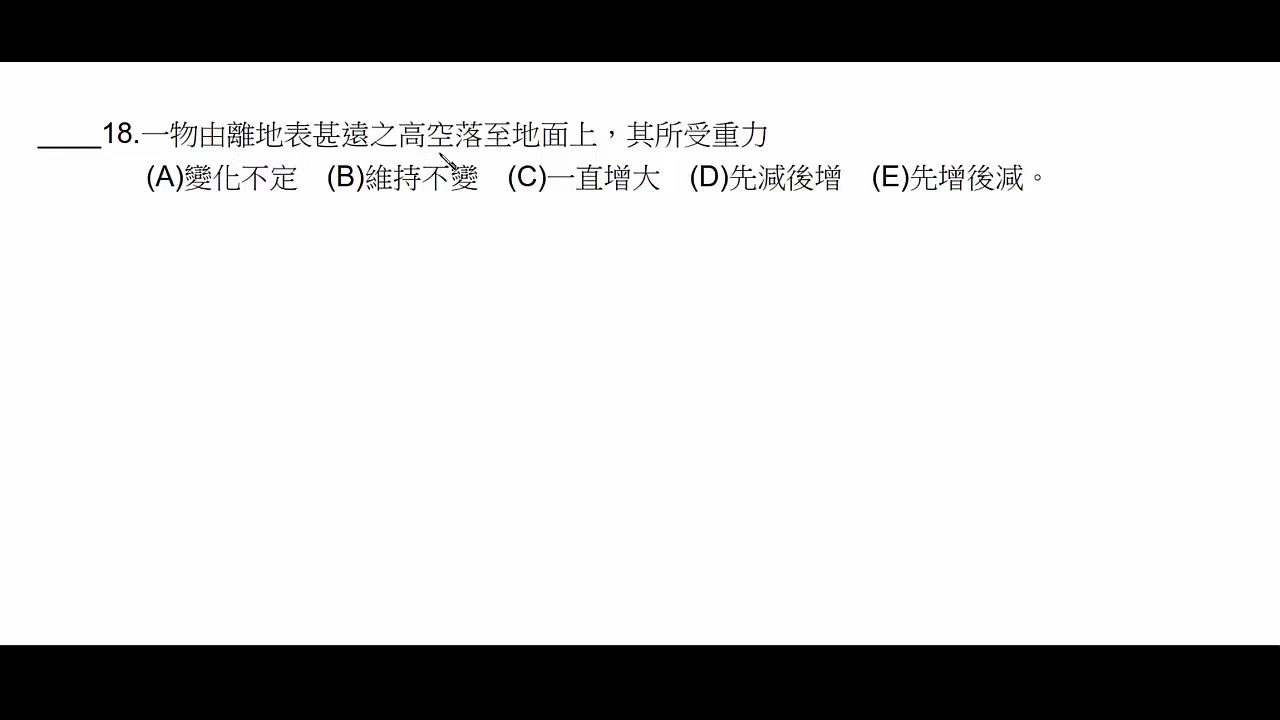 ____18.一物由離地表甚遠之高空落至地面上，其所受重力
(A)變化不定 (B)維持不變 (C)一直增大 (D)先減後增 (E)先增後減。